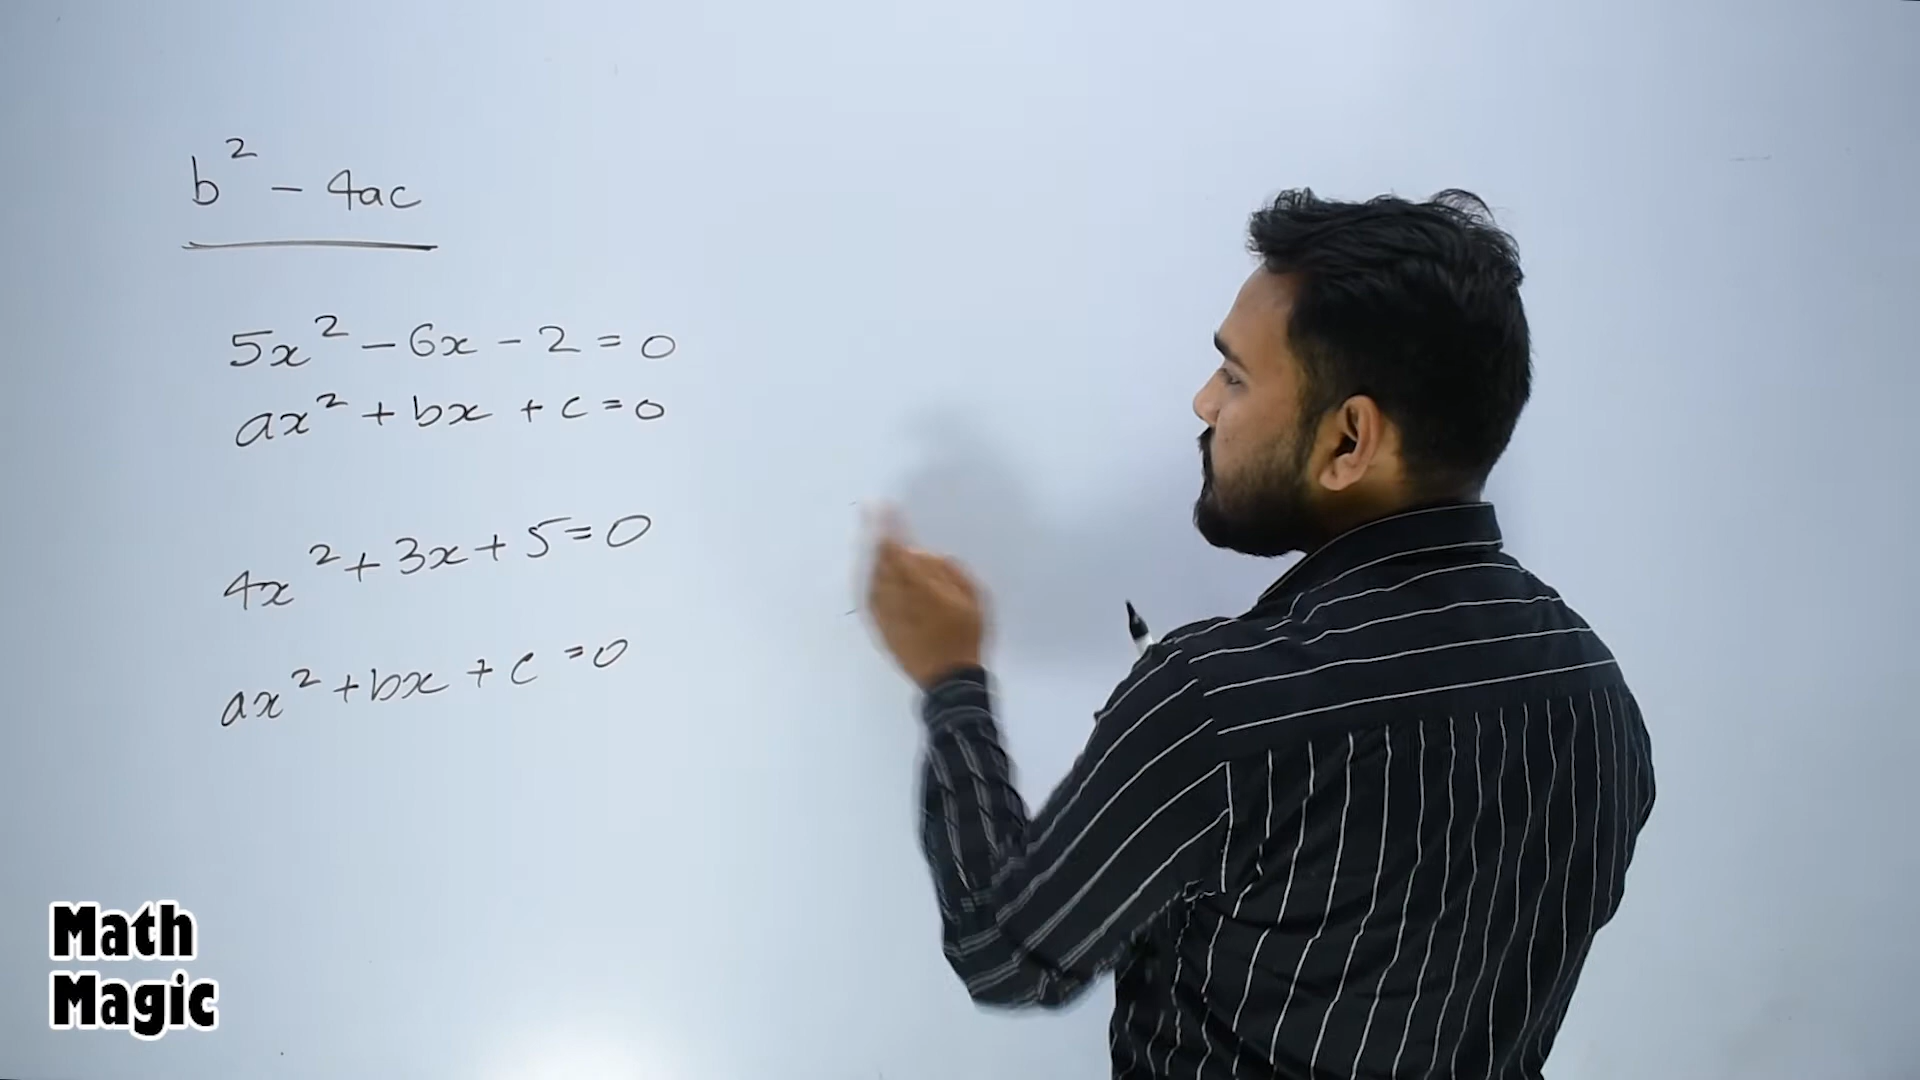 b² - 4ac
5x² - 6x - 2 = 0
ax² + bx + c = 0
4x² + 3x + 5 = 0
ax² + bx + c = 0
Math
Magic